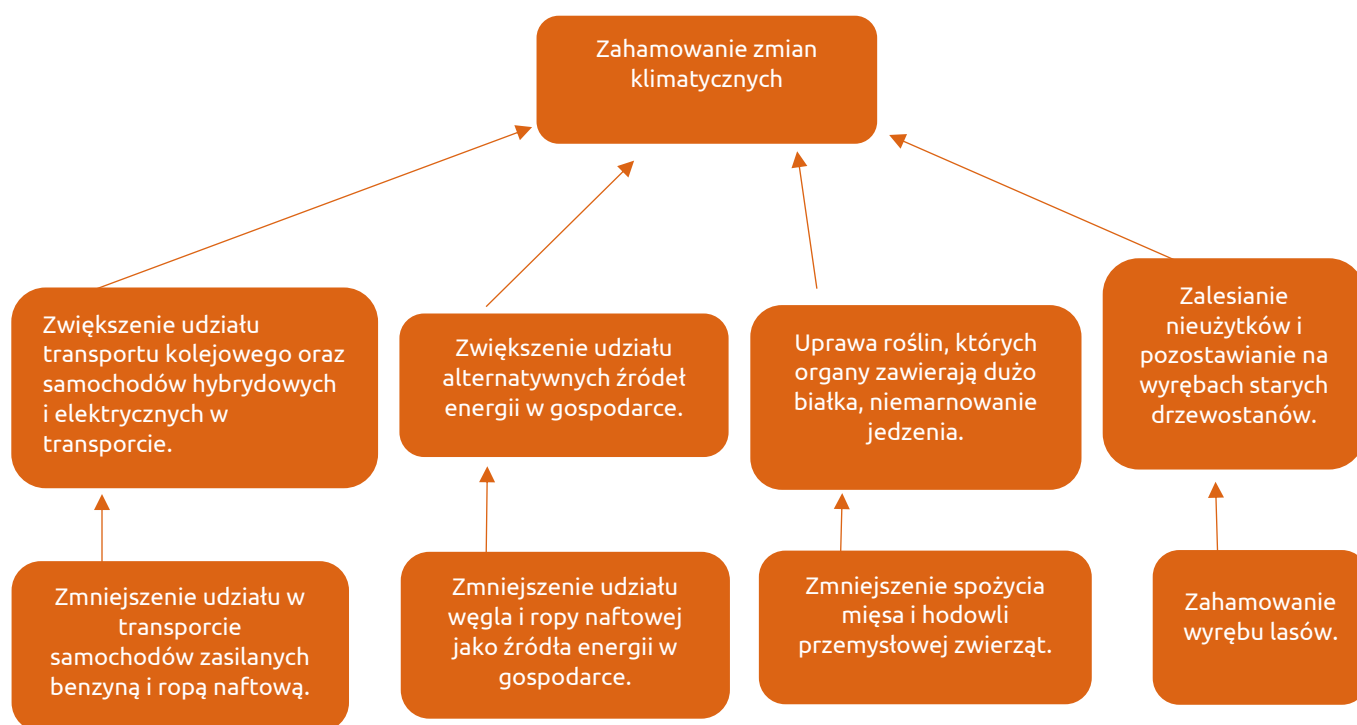 Zahamowanie zmian
klimatycznych
Zwiększenie udziału
transportu kolejowego oraz
samochodów hybrydowych
i elektrycznych w
transporcie.
Zwiększenie udziału
alternatywnych źródeł
energii w gospodarce.
Uprawa roślin, których
organy zawierają dużo
białka, niemarnowanie
jedzenia.
Zalesianie
nieużytków i
pozostawianie na
wyrębach starych
drzewostanów.
Zmniejszenie udziału w
transporcie
samochodów zasilanych
benzyną i ropą naftową.
Zmniejszenie udziału
węgla i ropy naftowej
jako źródła energii w
gospodarce.
Zmniejszenie spożycia
mięsa i hodowli
przemysłowej zwierząt.
Zahamowanie
wyrębu lasów.